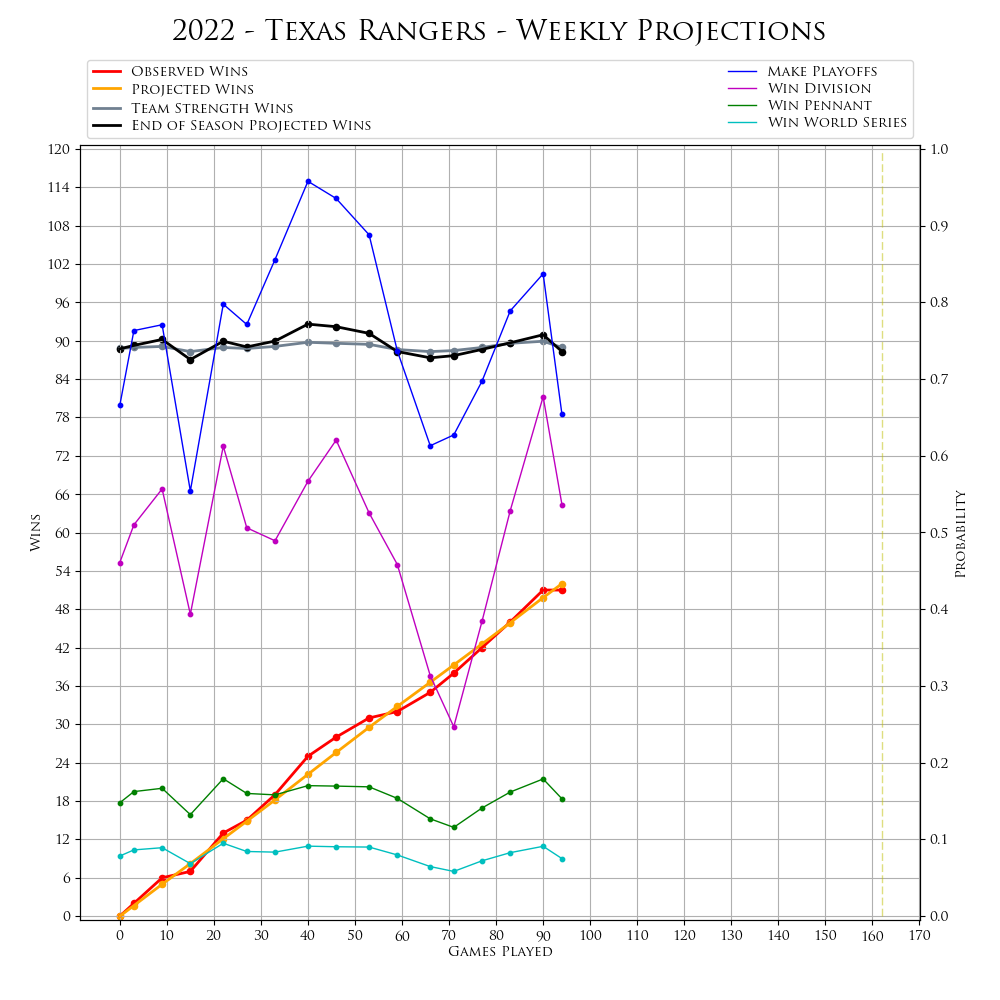 2022 - Texas Rangers - Weekly Projections
Observed Wins
Projected Wins
Team Strength Wins
End of Season Projected Wins
Make Playoffs
Win Division
Win Pennant
Win World Series
120
114
108
102
96
90
84
78
72
66
60
54
48
42
36
30
24
18
12
6
0
Wins
1.0
0.9
0.8
0.7
0.6
0.5
0.4
0.3
0.2
0.1
0.0
Probability
0 10 20 30 40 50 60 70 80 90 100 110 120 130 140 150 160 170
Games Played